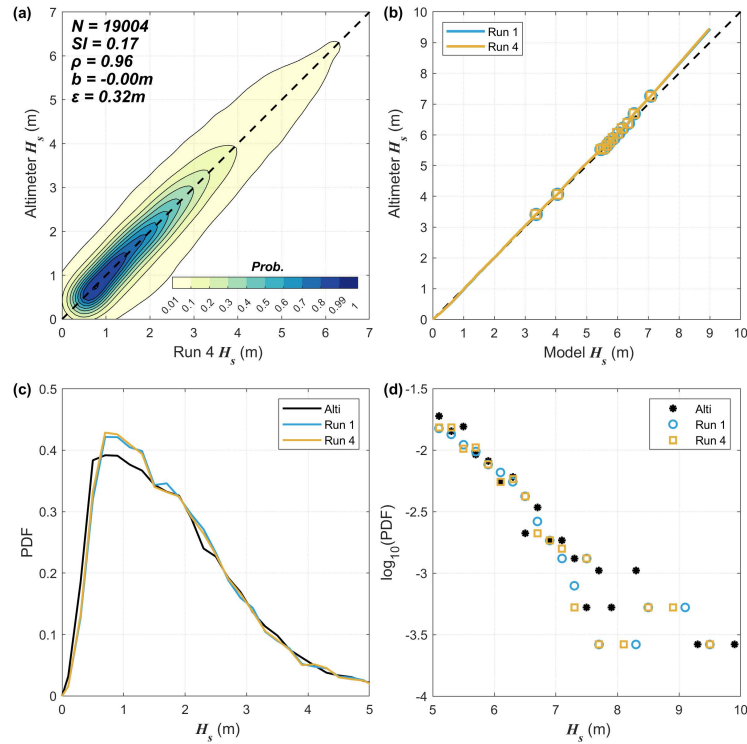 (a)
N = 19004
SI = 0.17
ρ = 0.96
b = -0.00m
ε = 0.32m
7
6
5
4
3
2
1
0
Altimeter Hs (m)
Prob.
0.01 0.1 0.2 0.3 0.4 0.5 0.6 0.7 0.8 0.99 1
0 1 2 3 4 5 6 7
Run 4 Hs (m)
(b)
Run 1
Run 4
10
9
8
7
6
5
4
3
2
1
0
Altimeter Hs (m)
0 1 2 3 4 5 6 7 8 9 10
Model Hs (m)
(c)
Alti
Run 1
Run 4
0.5
0.4
0.3
0.2
0.1
0
PDF
0 1 2 3 4 5
Hs (m)
(d)
Alti
Run 1
Run 4
-1.5
-2
-2.5
-3
-3.5
-4
log10(PDF)
5 6 7 8 9 10
Hs (m)